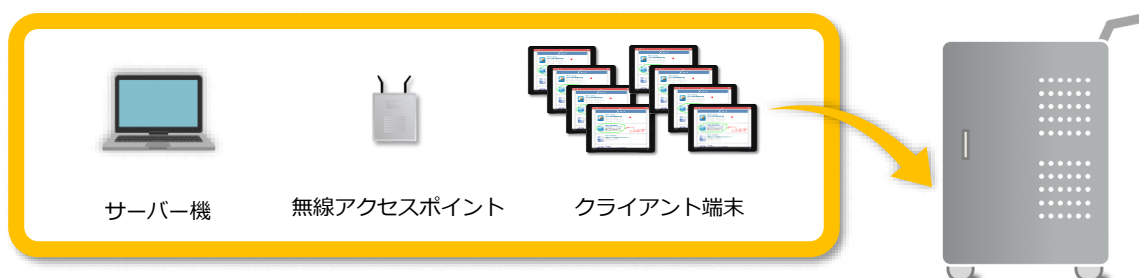 サーバー機
無線アクセスポイント
クライアント端末